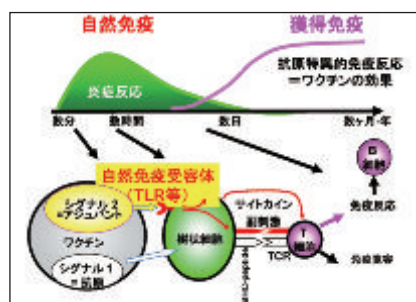 自然免疫
獲得免疫
抗原特異的免疫反応
＝ワクチンの効果
炎症反応
数分
数時間
数日
数ヶ月・年
自然免疫受容体
（TLR等）
シグナル2
＝アジュバント
ワクチン
シグナル1
＝抗原
樹状細胞
サイトカイン
副刺激
TCR
MHC-peptide
T
細胞
B
細胞
免疫反応
免疫寛容